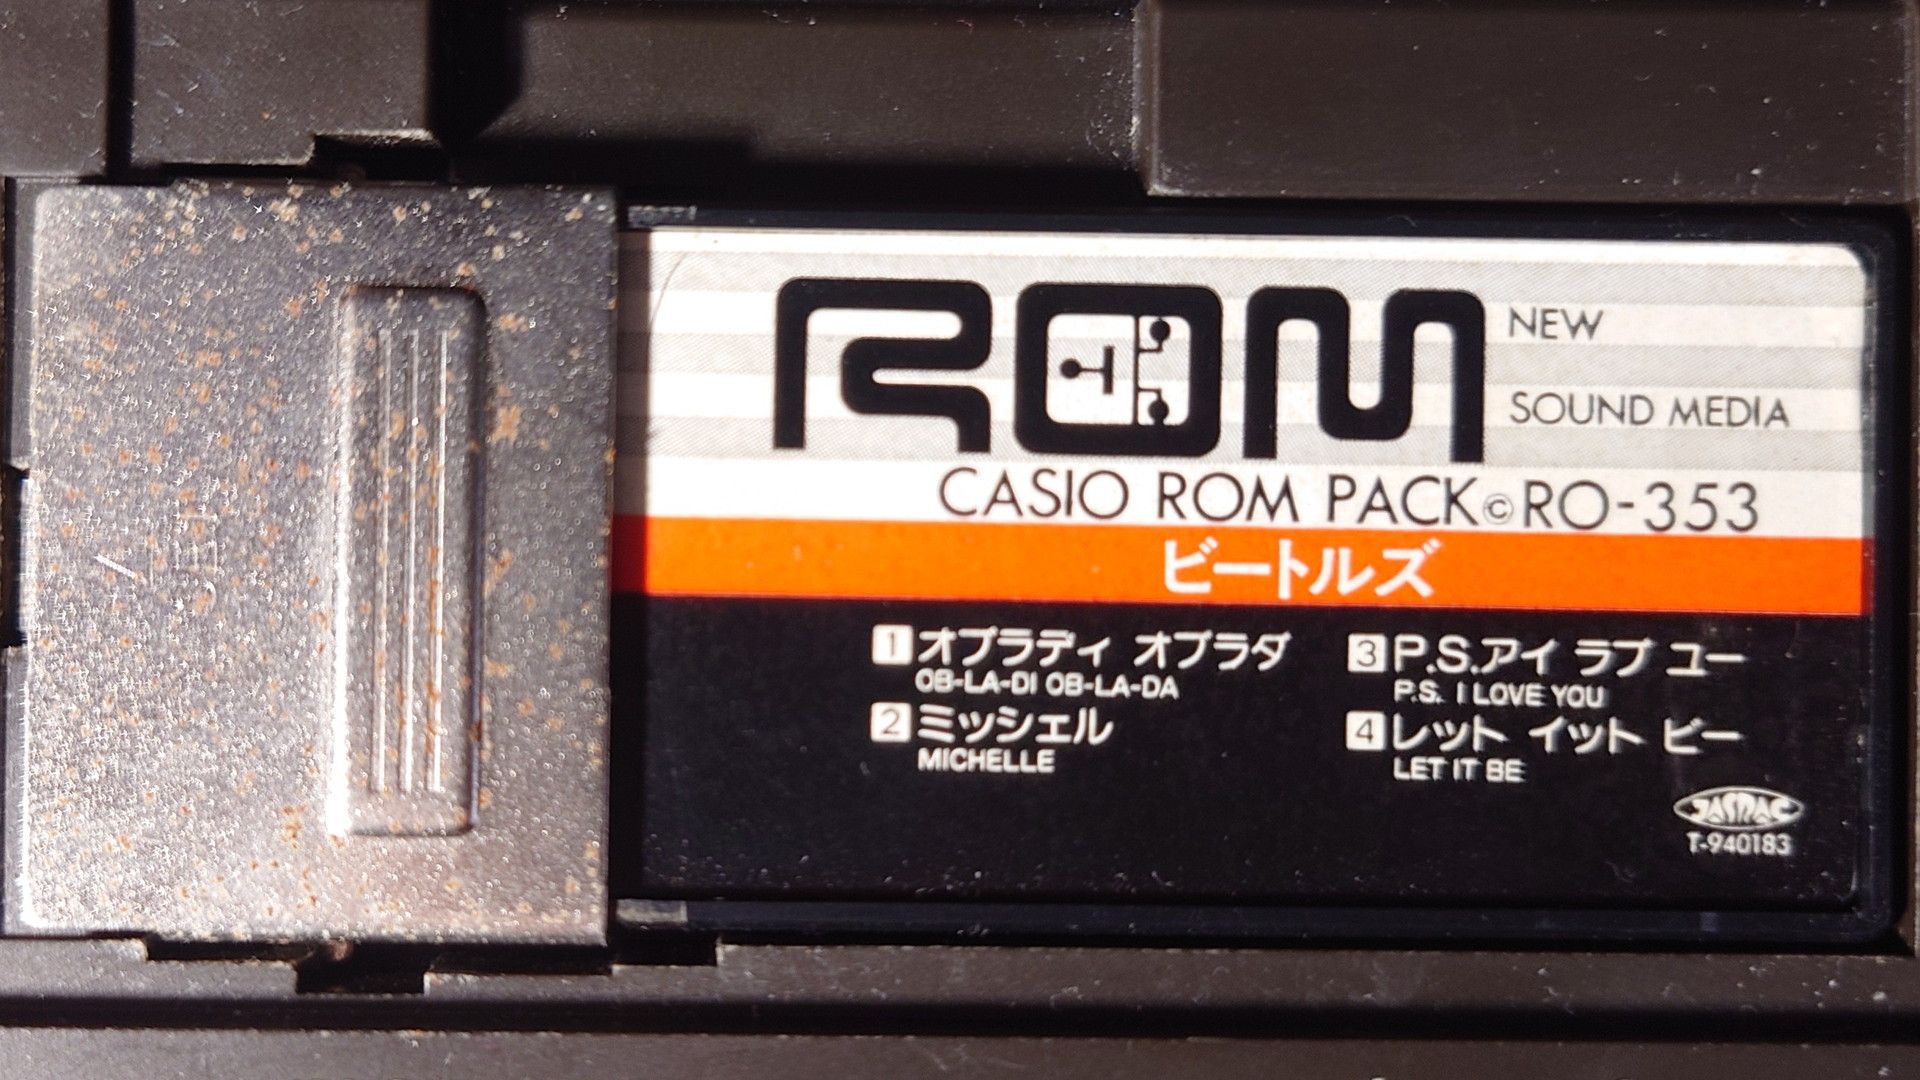 ROM
NEW
SOUND MEDIA
CASIO ROM PACK©RO-353
ビートルズ
1 オブラディ オブラダ
OB-LA-DI OB-LA-DA
2 ミッシェル
MICHELLE
3 P.S.アイ ラブ ユー
P.S. I LOVE YOU
4 レット イット ビー
LET IT BE
JASRAC
T-940183